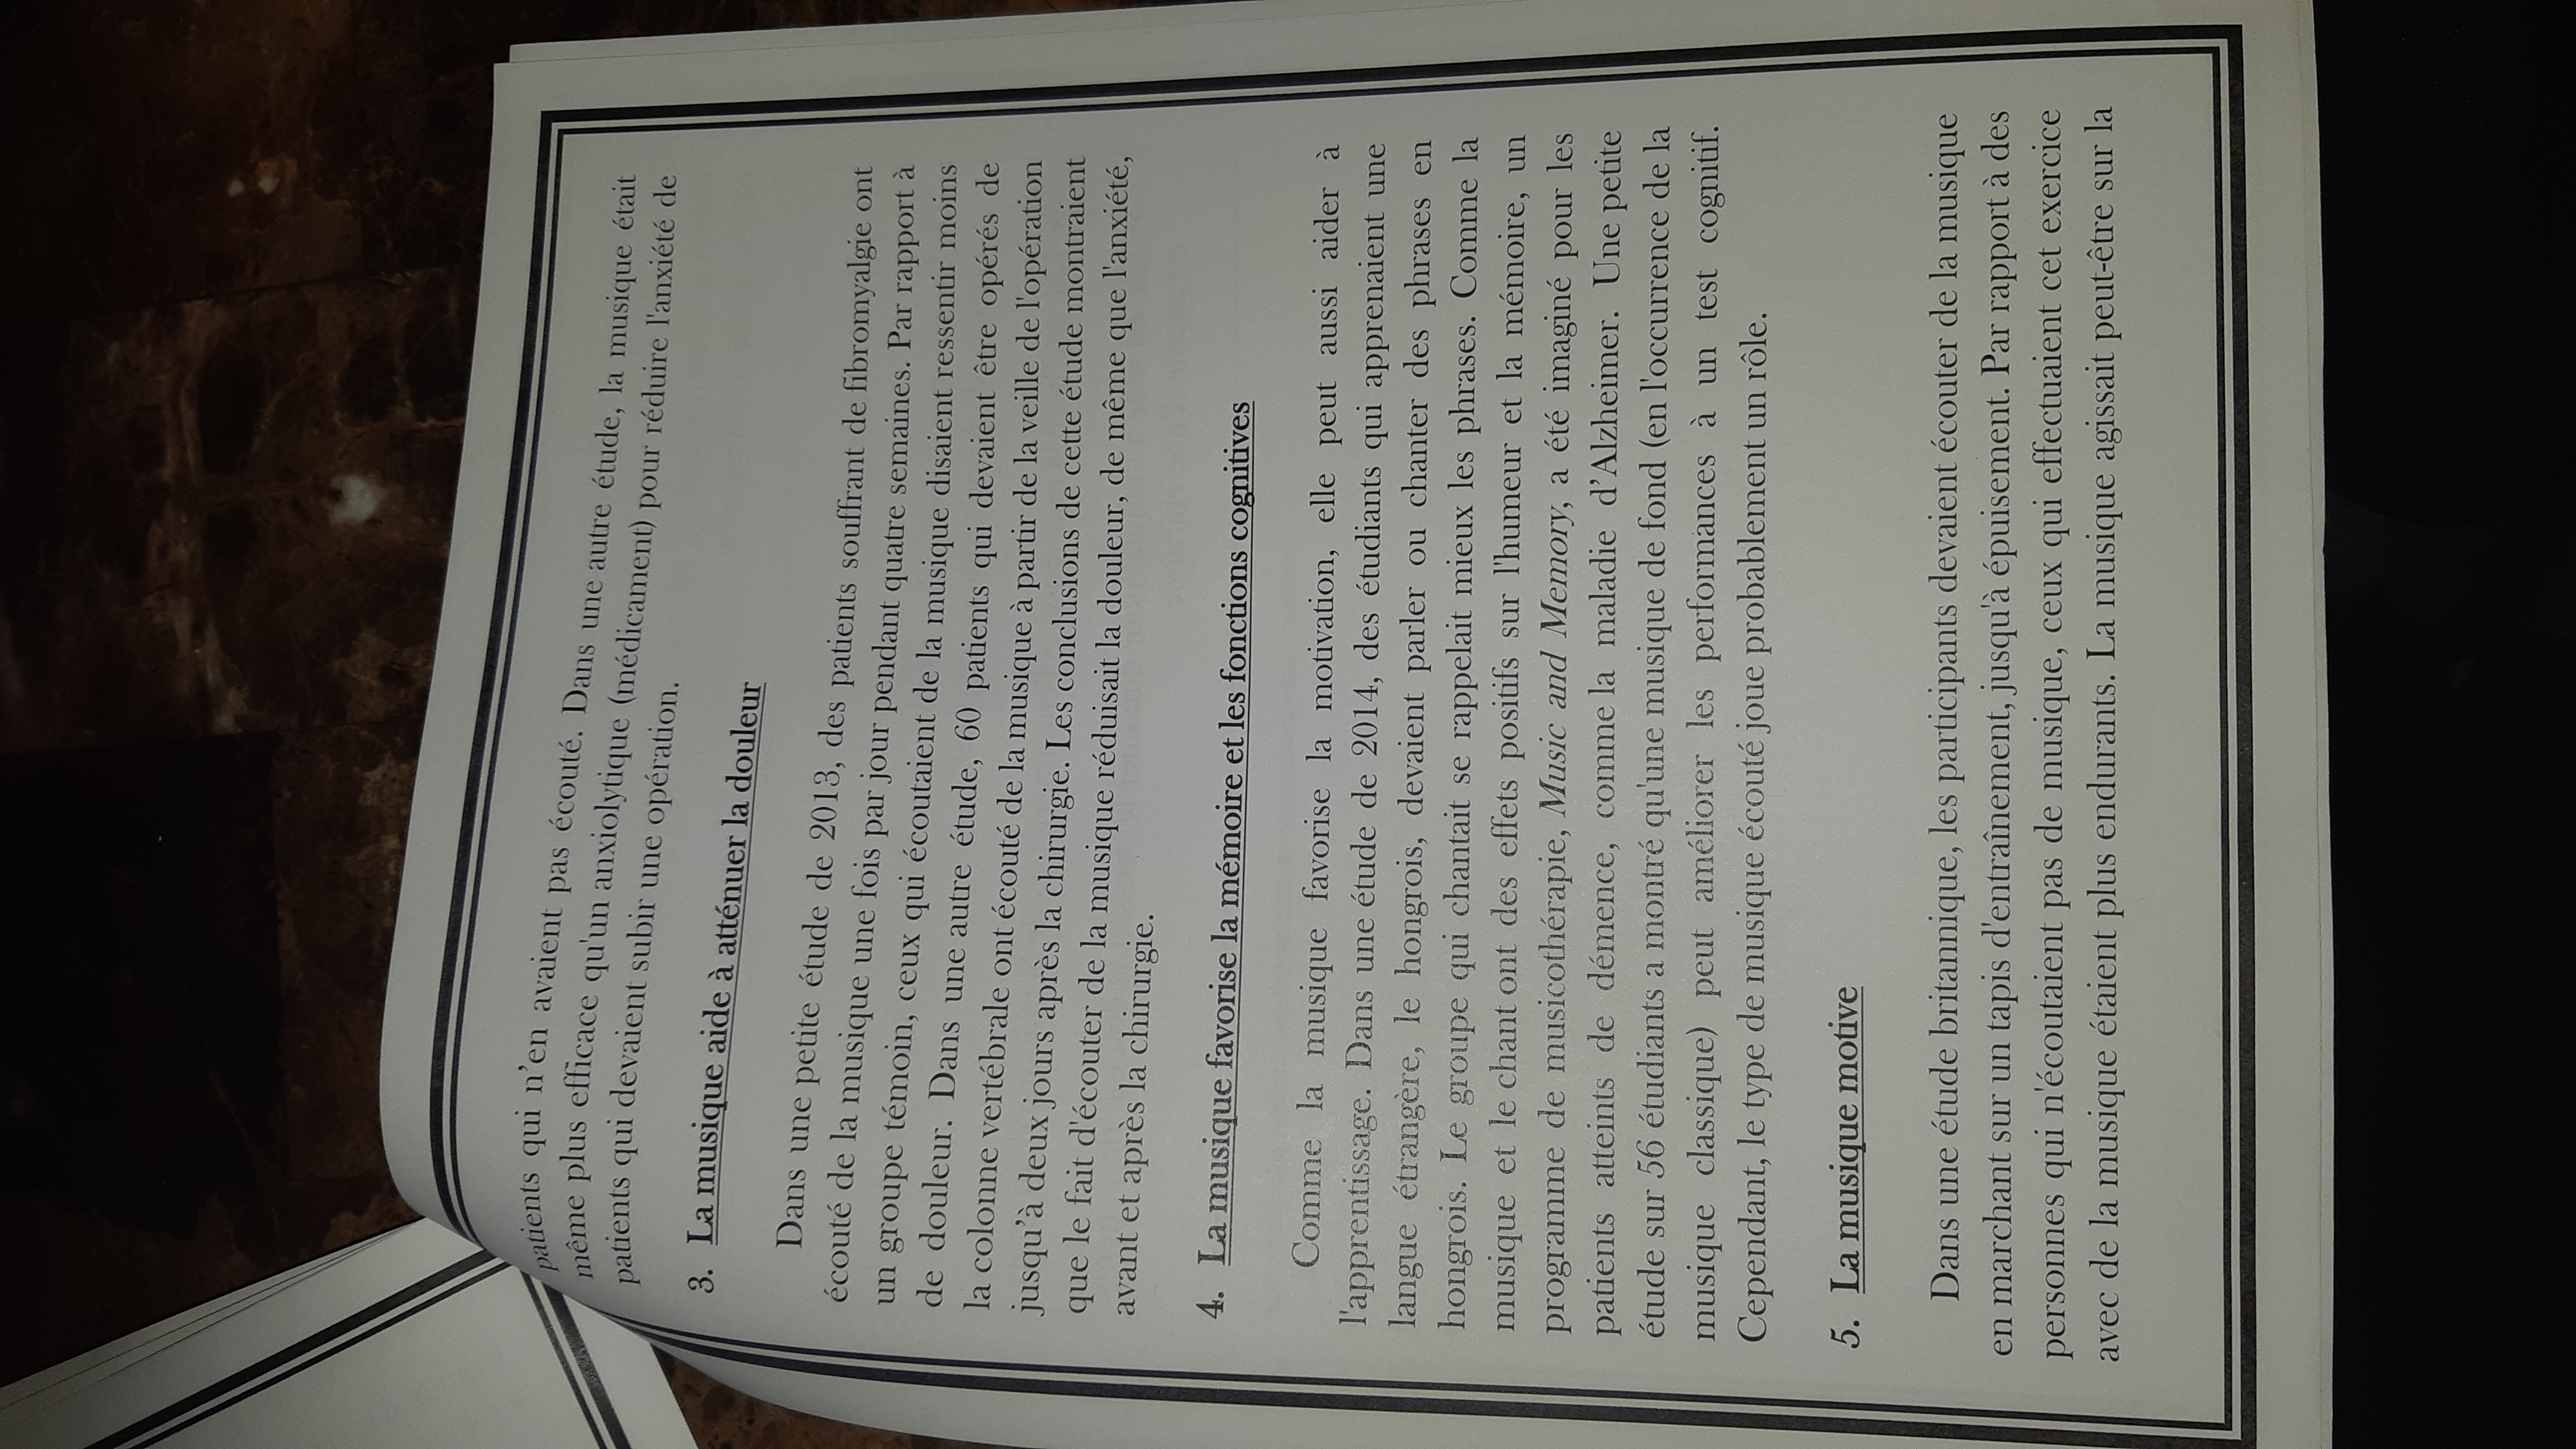 patients qui n’en avaient pas écouté. Dans une autre étude, la musique était
même plus efficace qu'un anxiolytique (médicament) pour réduire l'anxiété de
patients qui devaient subir une opération.
3. La musique aide à atténuer la douleur
Dans une petite étude de 2013, des patients souffrant de fibromyalgie ont
écouté de la musique une fois par jour pendant quatre semaines. Par rapport à
un groupe témoin, ceux qui écoutaient de la musique disaient ressentir moins
de douleur. Dans une autre étude, 60 patients qui devaient être opérés de
la colonne vertébrale ont écouté de la musique à partir de la veille de l'opération
jusqu’à deux jours après la chirurgie. Les conclusions de cette étude montraient
que le fait d'écouter de la musique réduisait la douleur, de même que l'anxiété,
avant et après la chirurgie.
4. La musique favorise la mémoire et les fonctions cognitives
Comme la musique favorise la motivation, elle peut aussi aider à
l'apprentissage. Dans une étude de 2014, des étudiants qui apprenaient une
langue étrangère, le hongrois, devaient parler ou chanter des phrases en
hongrois. Le groupe qui chantait se rappelait mieux les phrases. Comme la
musique et le chant ont des effets positifs sur l'humeur et la mémoire, un
programme de musicothérapie, Music and Memory, a été imaginé pour les
patients atteints de démence, comme la maladie d’Alzheimer. Une petite
étude sur 56 étudiants a montré qu'une musique de fond (en l'occurrence de la
musique classique) peut améliorer les performances à un test cognitif.
Cependant, le type de musique écouté joue probablement un rôle.
5. La musique motive
Dans une étude britannique, les participants devaient écouter de la musique
en marchant sur un tapis d'entraînement, jusqu'à épuisement. Par rapport à des
personnes qui n'écoutaient pas de musique, ceux qui effectuaient cet exercice
avec de la musique étaient plus endurants. La musique agissait peut-être sur la